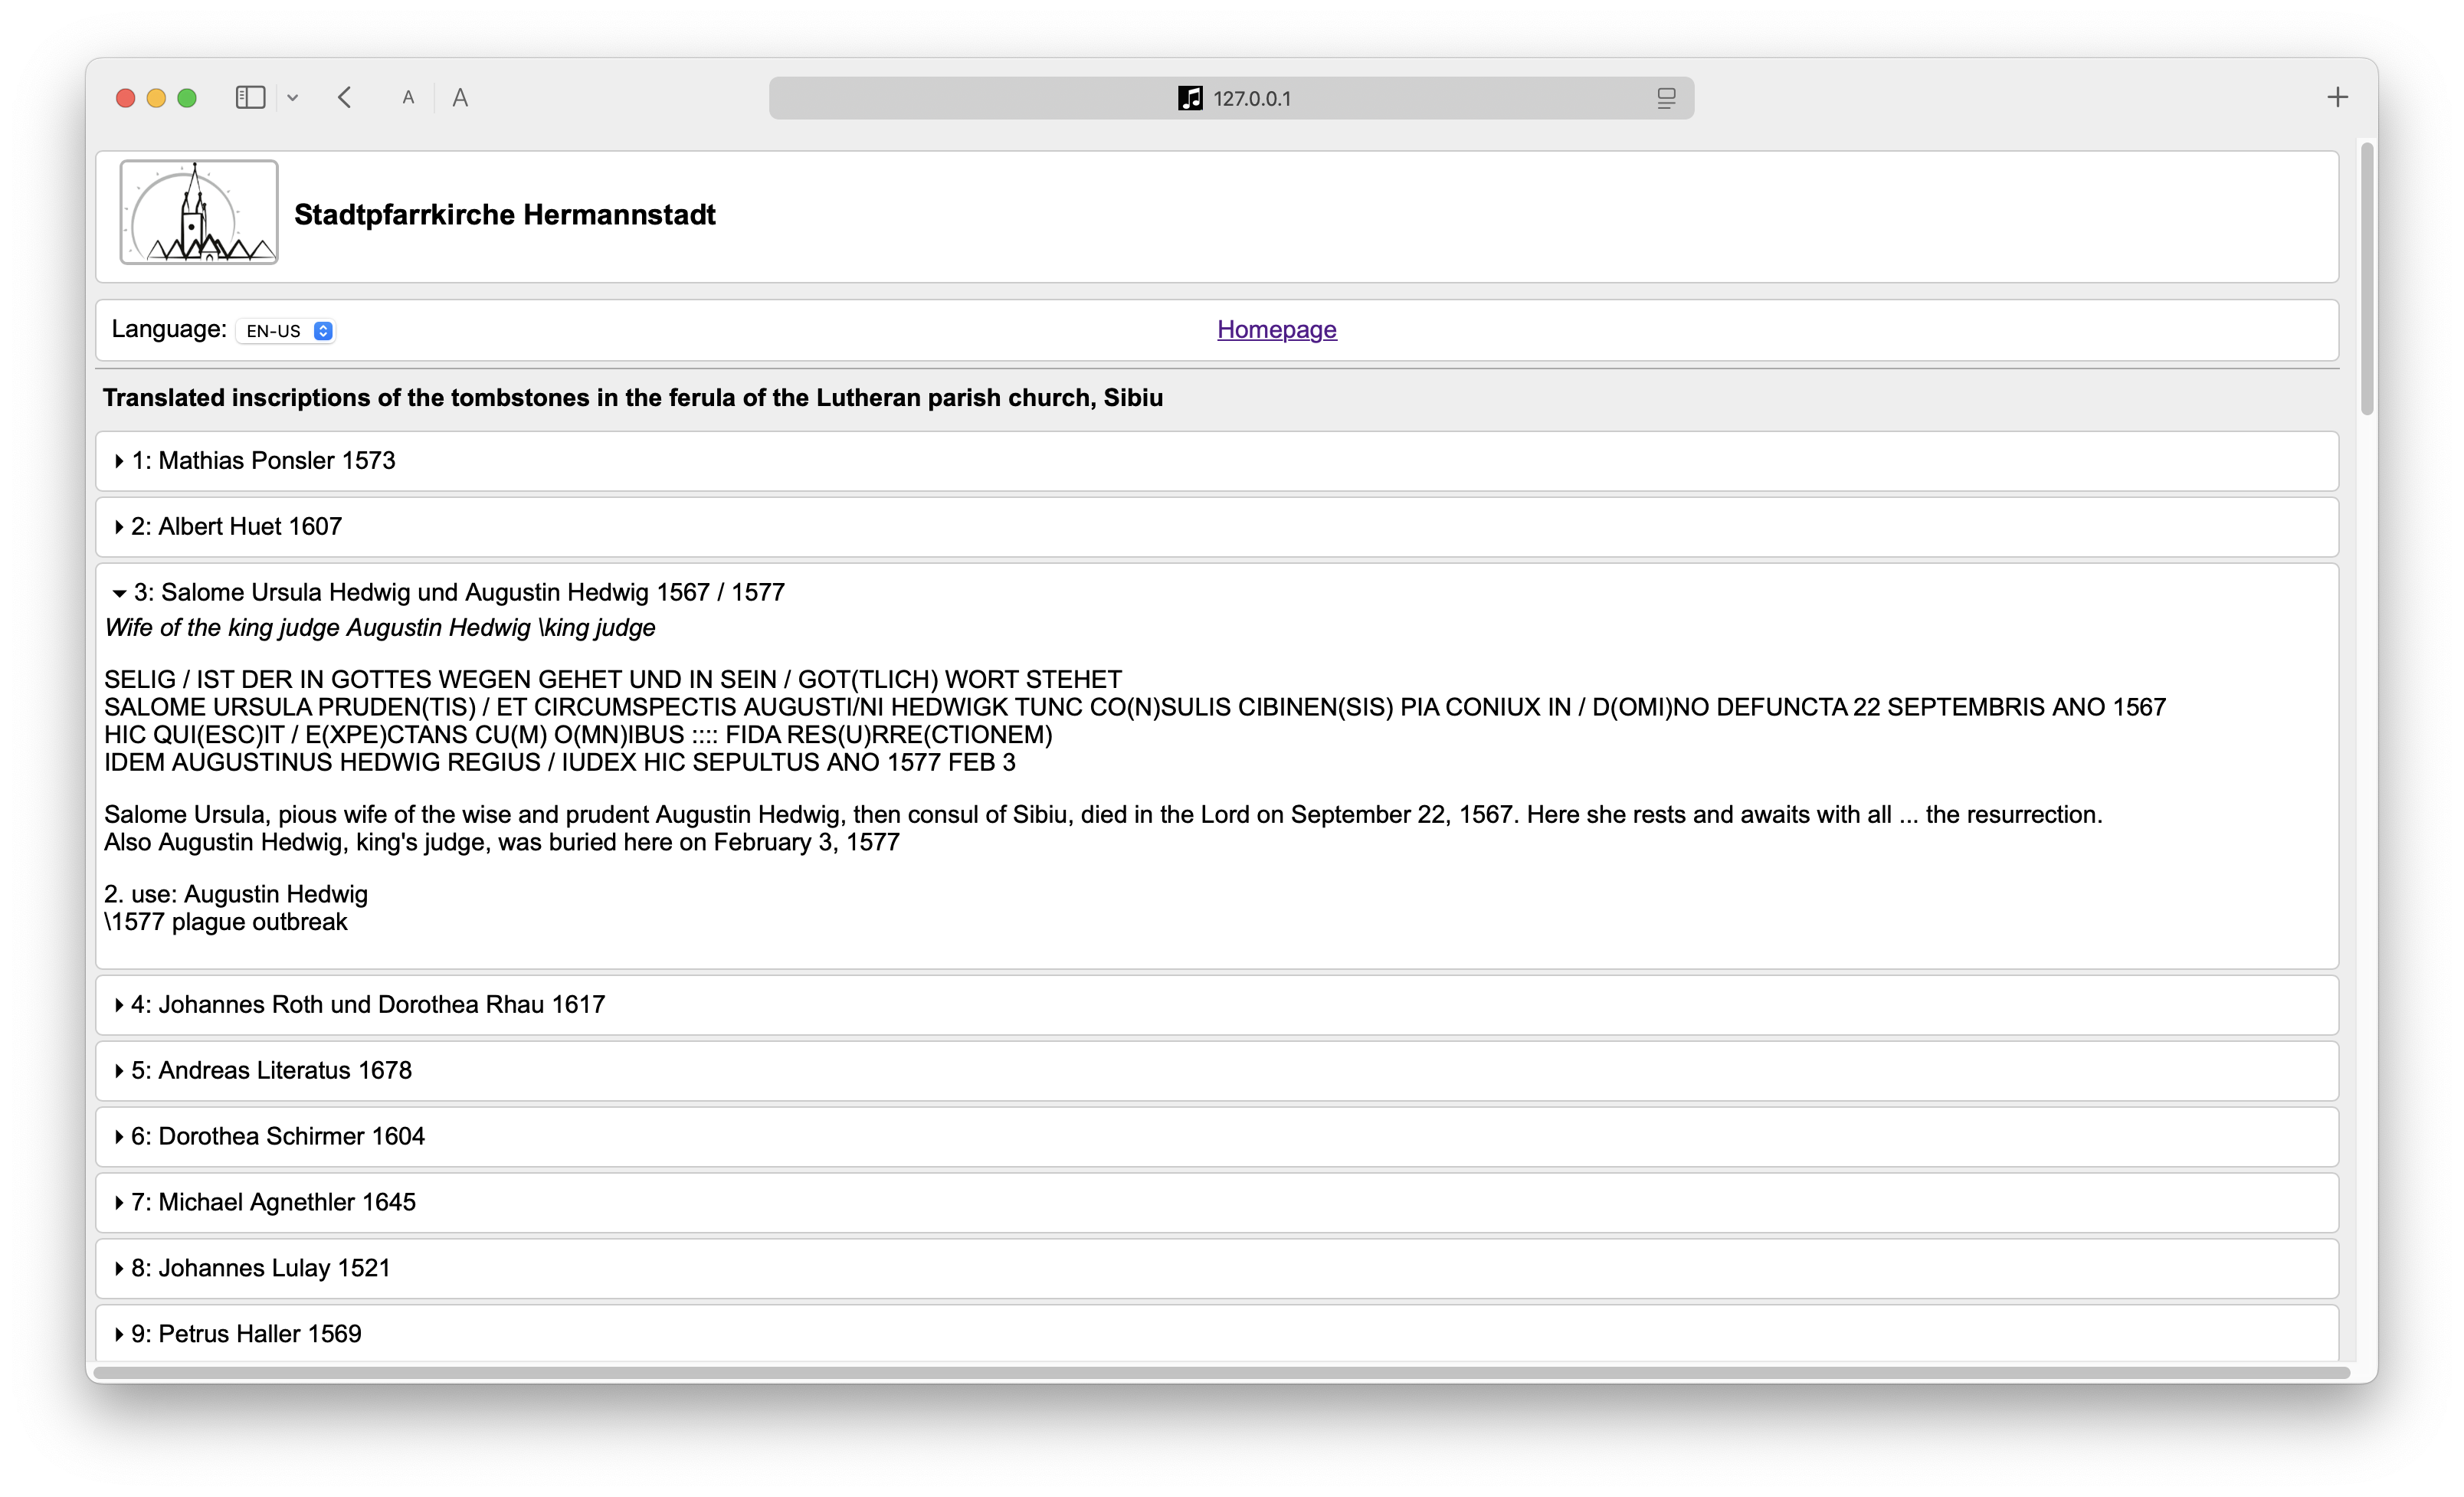 A A 127.0.0.1
Stadtpfarrkirche Hermannstadt
Language: EN-US Homepage
Translated inscriptions of the tombstones in the ferula of the Lutheran parish church, Sibiu
1: Mathias Ponsler 1573
2: Albert Huet 1607
3: Salome Ursula Hedwig und Augustin Hedwig 1567 / 1577
Wife of the king judge Augustin Hedwig \king judge
SELIG / IST DER IN GOTTES WEGEN GEHET UND IN SEIN / GOT(TLICH) WORT STEHET
SALOME URSULA PRUDEN(TIS) / ET CIRCUMSPECTIS AUGUSTI/NI HEDWIGK TUNC CO(N)SULIS CIBINEN(SIS) PIA CONIUX IN / D(OMI)NO DEFUNCTA 22 SEPTEMBRIS ANO 1567
HIC QUI(ESC)IT / E(XPE)CTANS CU(M) O(MN)IBUS :::: FIDA RES(U)RRE(CTIONEM)
IDEM AUGUSTINUS HEDWIG REGIUS / IUDEX HIC SEPULTUS ANO 1577 FEB 3
Salome Ursula, pious wife of the wise and prudent Augustin Hedwig, then consul of Sibiu, died in the Lord on September 22, 1567. Here she rests and awaits with all ... the resurrection.
Also Augustin Hedwig, king's judge, was buried here on February 3, 1577
2. use: Augustin Hedwig
\1577 plague outbreak
4: Johannes Roth und Dorothea Rhau 1617
5: Andreas Literatus 1678
6: Dorothea Schirmer 1604
7: Michael Agnethler 1645
8: Johannes Lulay 1521
9: Petrus Haller 1569